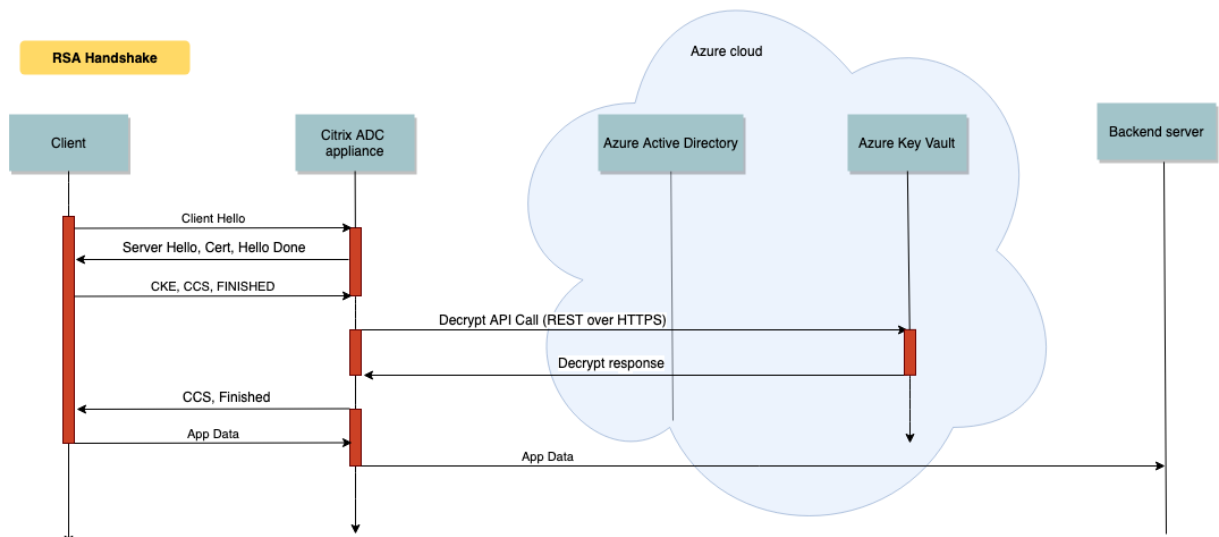 Azure cloud
RSA Handshake
Client
Citrix ADC
appliance
Azure Active Directory
Azure Key Vault
Backend server
Client Hello
Server Hello, Cert, Hello Done
CKE, CCS, FINISHED
Decrypt API Call (REST over HTTPS)
Decrypt response
CCS, Finished
App Data
App Data